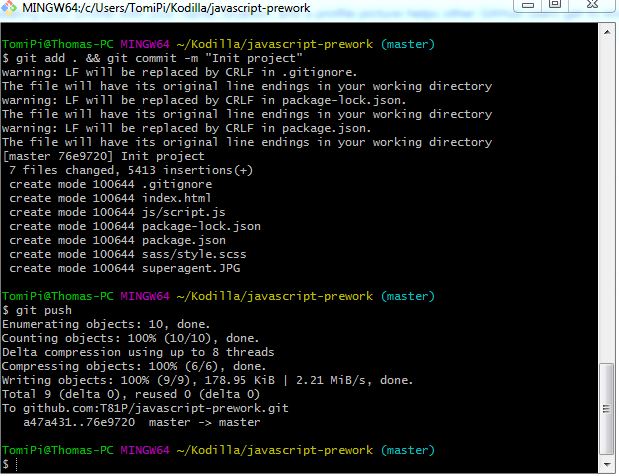 MINGW64:/c/Users/TomiPi/Kodilla/javascript-prework
TomiPi@Thomas-PC MINGW64 ~/Kodilla/javascript-prework (master)
$ git add . && git commit -m "Init project"
warning: LF will be replaced by CRLF in .gitignore.
The file will have its original line endings in your working directory
warning: LF will be replaced by CRLF in package-lock.json.
The file will have its original line endings in your working directory
warning: LF will be replaced by CRLF in package.json.
The file will have its original line endings in your working directory
[master 76e9720] Init project
 7 files changed, 5413 insertions(+)
 create mode 100644 .gitignore
 create mode 100644 index.html
 create mode 100644 js/script.js
 create mode 100644 package-lock.json
 create mode 100644 package.json
 create mode 100644 sass/style.scss
 create mode 100644 superagent.JPG
TomiPi@Thomas-PC MINGW64 ~/Kodilla/javascript-prework (master)
$ git push
Enumerating objects: 10, done.
Counting objects: 100% (10/10), done.
Delta compression using up to 8 threads
Compressing objects: 100% (6/6), done.
Writing objects: 100% (9/9), 178.95 KiB | 2.21 MiB/s, done.
Total 9 (delta 0), reused 0 (delta 0)
To github.com:T81P/javascript-prework.git
   a47a431..76e9720  master -> master
TomiPi@Thomas-PC MINGW64 ~/Kodilla/javascript-prework (master)
$